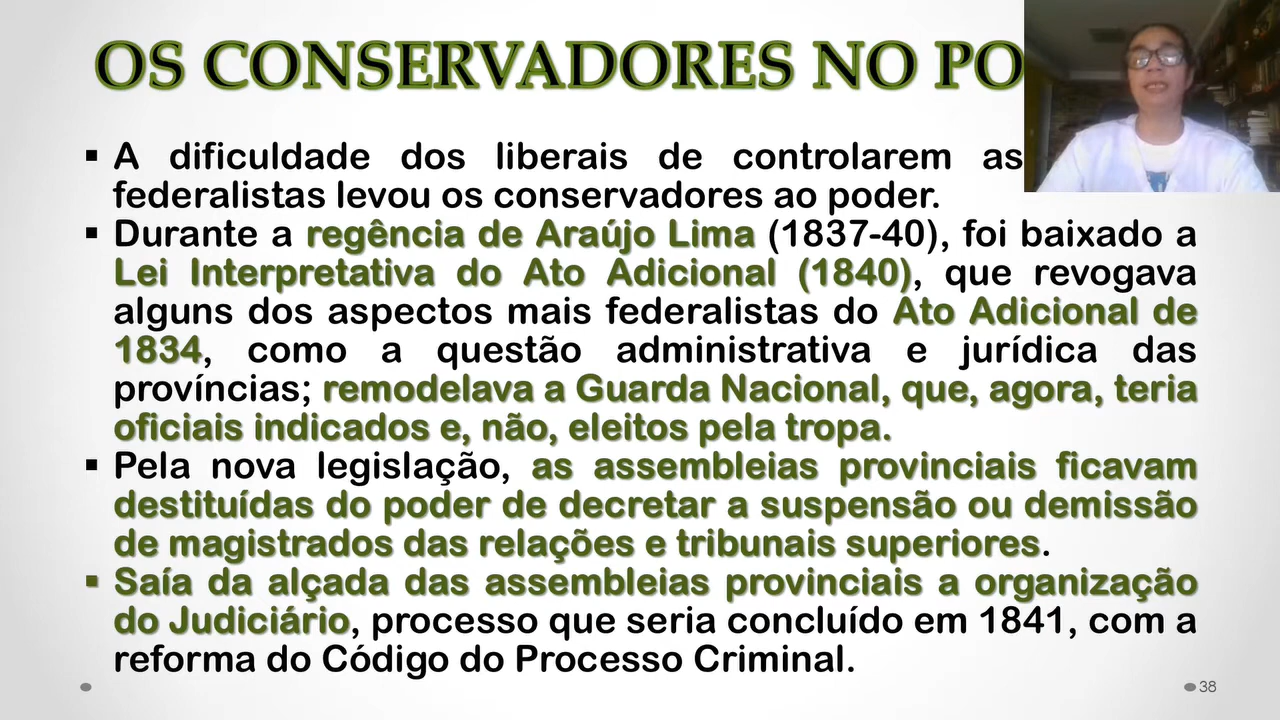 OS CONSERVADORES NO PO
▪ A dificuldade dos liberais de controlarem as
federalistas levou os conservadores ao poder.
▪ Durante a regência de Araújo Lima (1837-40), foi baixado a
Lei Interpretativa do Ato Adicional (1840), que revogava
alguns dos aspectos mais federalistas do Ato Adicional de
1834, como a questão administrativa e jurídica das
províncias; remodelava a Guarda Nacional, que, agora, teria
oficiais indicados e, não, eleitos pela tropa.
▪ Pela nova legislação, as assembleias provinciais ficavam
destituídas do poder de decretar a suspensão ou demissão
de magistrados das relações e tribunais superiores.
▪ Saía da alçada das assembleias provinciais a organização
do Judiciário, processo que seria concluído em 1841, com a
reforma do Código do Processo Criminal.
38